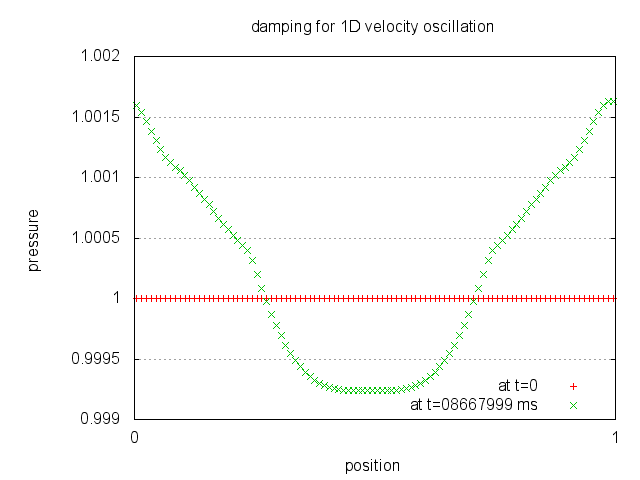 damping for 1D velocity oscillation
1.002
1.0015
1.001
1.0005
1
0.9995
0.999
pressure
at t=0
at t=08667999 ms
0
1
position